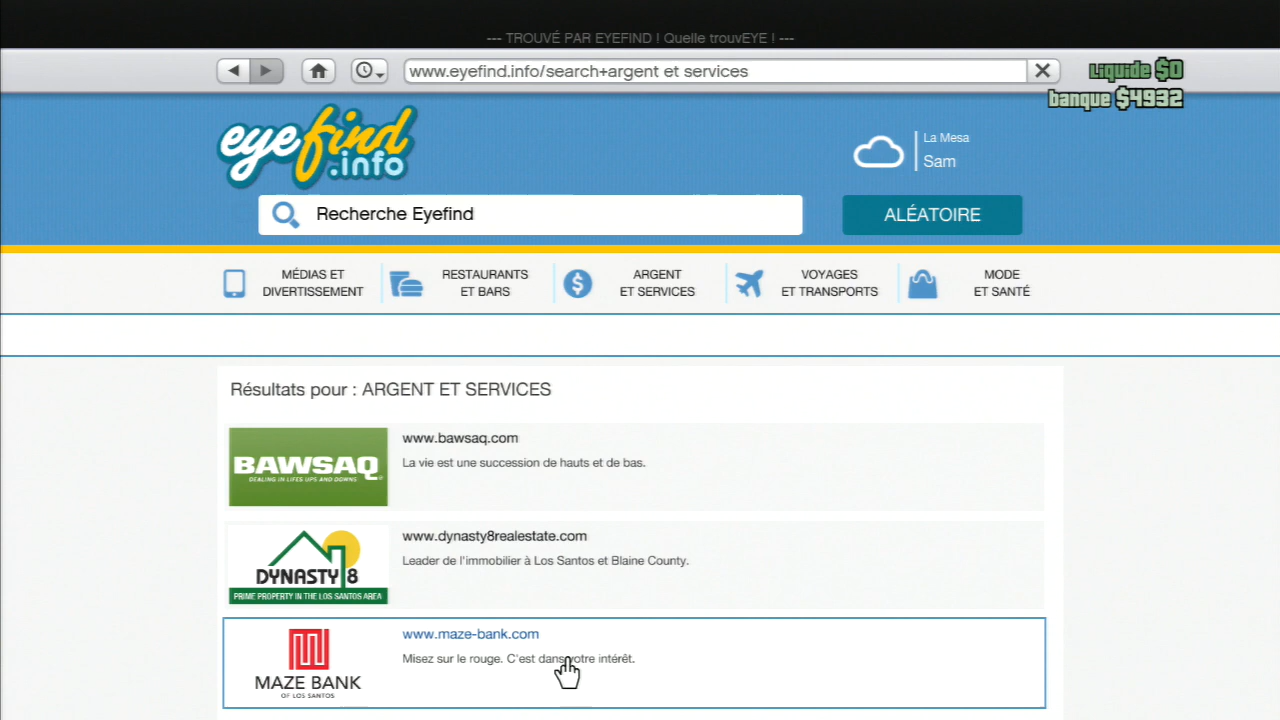 --- TROUVÉ PAR EYEFIND ! Quelle trouvEYE ! ---
www.eyefind.info/search+argent et services
Liquide $0
banque $4932
eyefind.info
La Mesa
Sam
Recherche Eyefind
ALÉATOIRE
MÉDIAS ET
DIVERTISSEMENT
RESTAURANTS
ET BARS
ARGENT
ET SERVICES
VOYAGES
ET TRANSPORTS
MODE
ET SANTÉ
Résultats pour : ARGENT ET SERVICES
BAWSAQ
DEALING IN LIFES UPS AND DOWNS
www.bawsaq.com
La vie est une succession de hauts et de bas.
DYNASTY 8
PRIME PROPERTY IN THE LOS SANTOS AREA
www.dynasty8realestate.com
Leader de l'immobilier à Los Santos et Blaine County.
MAZE BANK
OF LOS SANTOS
www.maze-bank.com
Misez sur le rouge. C'est dans votre intérêt.